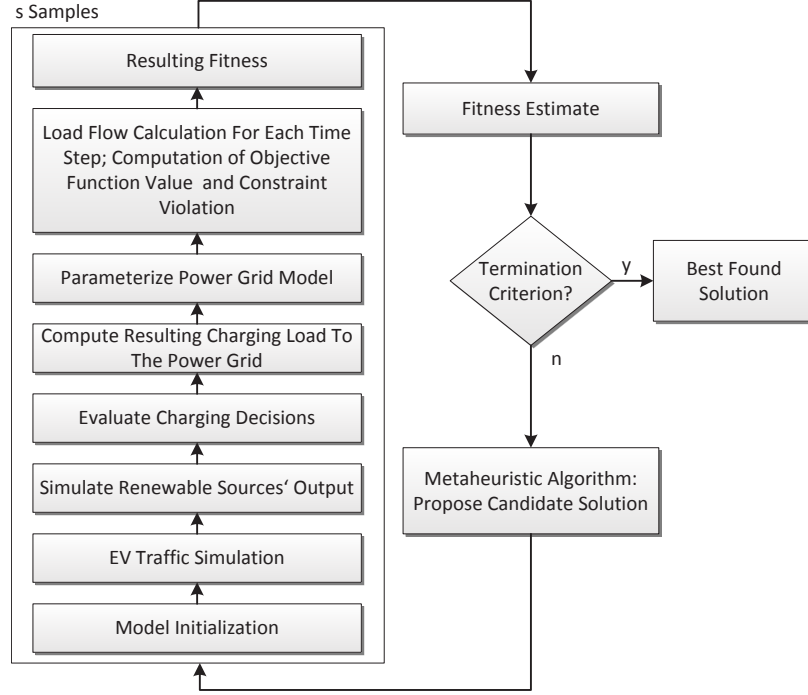 s Samples
Resulting Fitness
Load Flow Calculation For Each Time
Step; Computation of Objective
Function Value and Constraint
Violation
Parameterize Power Grid Model
Compute Resulting Charging Load To
The Power Grid
Evaluate Charging Decisions
Simulate Renewable Sources‘ Output
EV Traffic Simulation
Model Initialization
Fitness Estimate
Termination
Criterion?
y
n
Best Found
Solution
Metaheuristic Algorithm:
Propose Candidate Solution